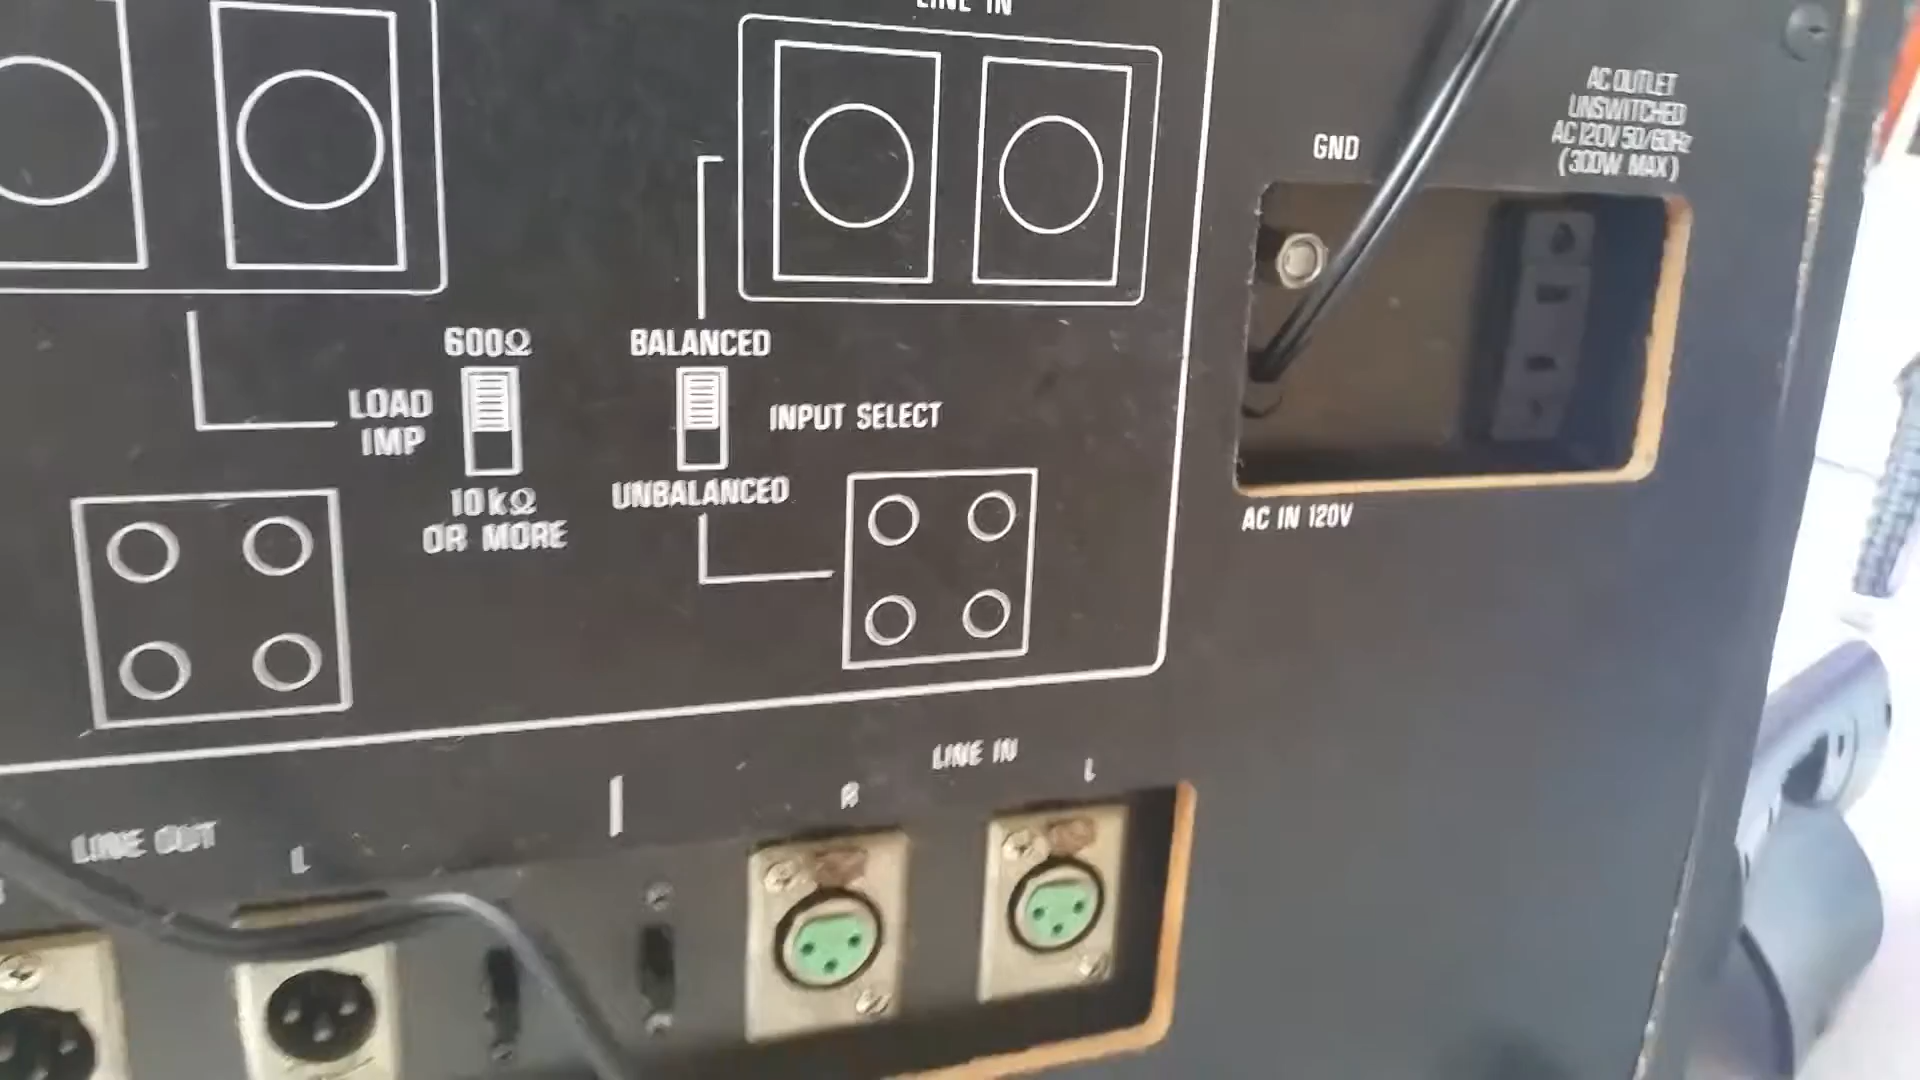 LINE IN
AC OUTLET
UNSWITCHED
AC 120V 50/60Hz
(300W MAX)
GND
600Ω
BALANCED
LOAD
IMP
INPUT SELECT
10kΩ
OR MORE
UNBALANCED
AC IN 120V
LINE IN
R
L
LINE OUT
L